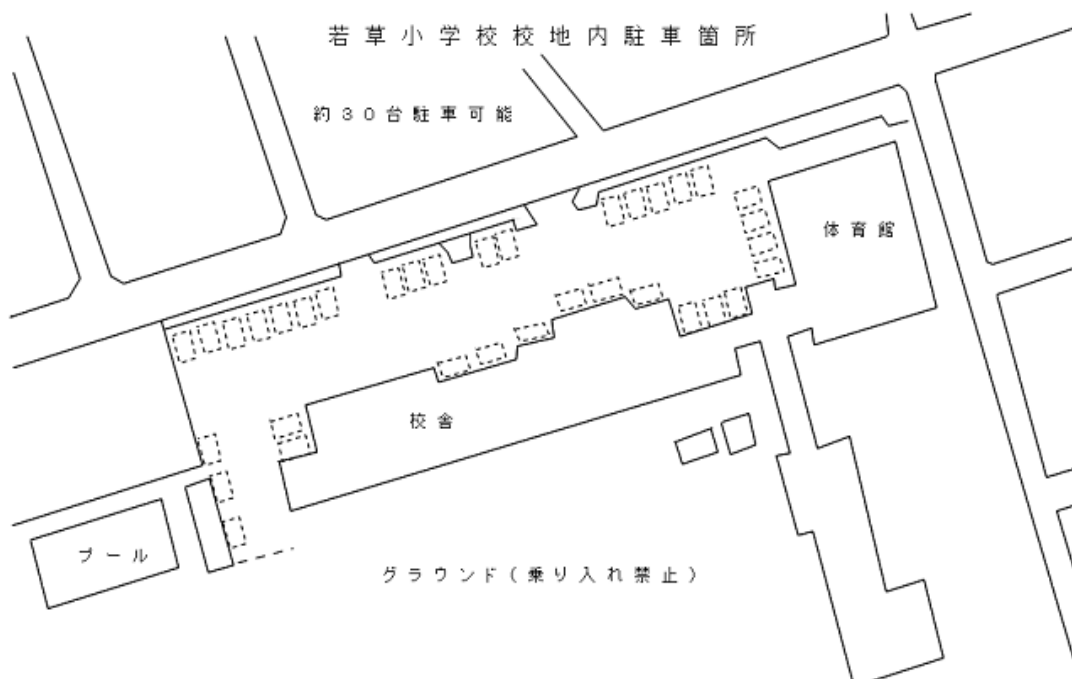 若草小学校校地内駐車箇所
約30台駐車可能
体育館
校舎
プール
グラウンド(乗り入れ禁止)